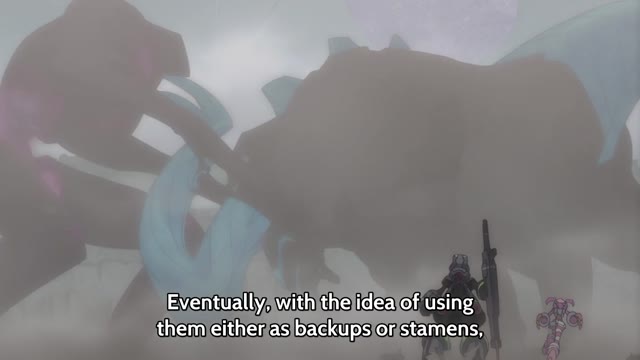 Eventually, with the idea of using
them either as backups or stamens,